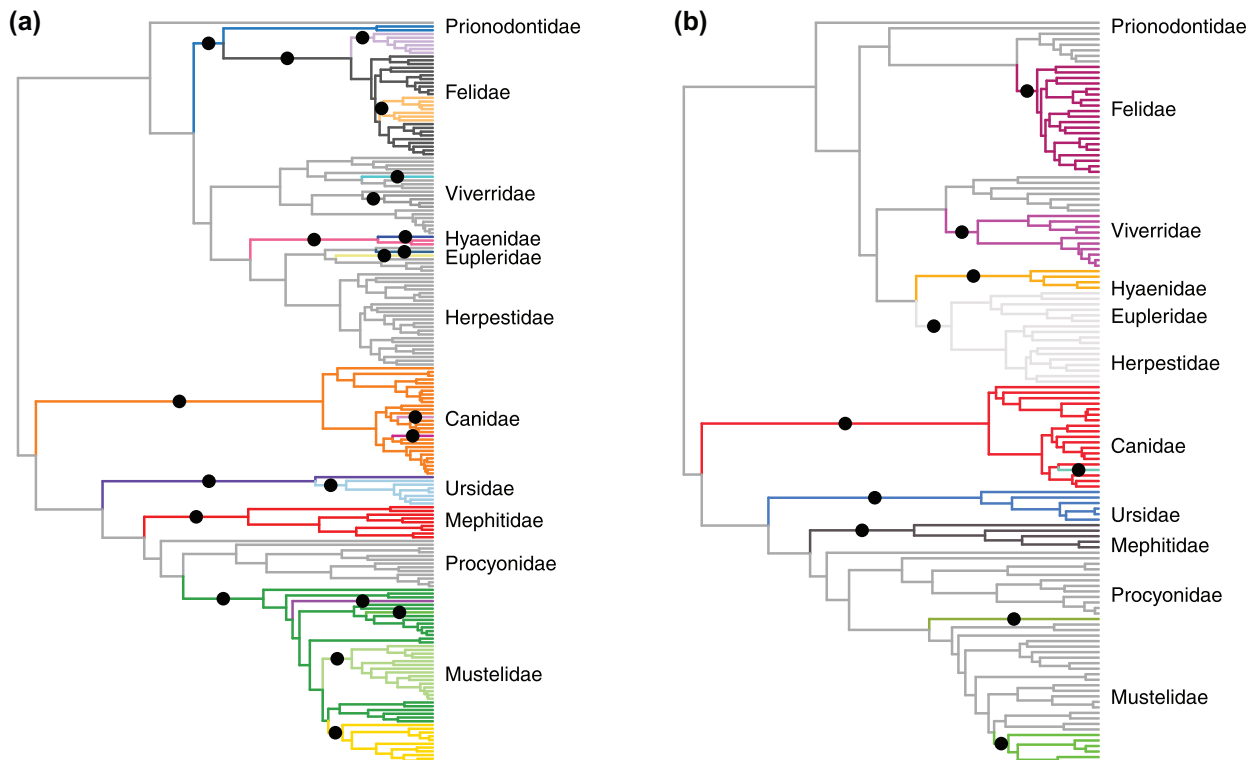 (a)
Prionodontidae
Felidae
Viverridae
Hyaenidae
Eupleridae
Herpestidae
Canidae
Ursidae
Mephitidae
Procyonidae
Mustelidae
(b)
Prionodontidae
Felidae
Viverridae
Hyaenidae
Eupleridae
Herpestidae
Canidae
Ursidae
Mephitidae
Procyonidae
Mustelidae